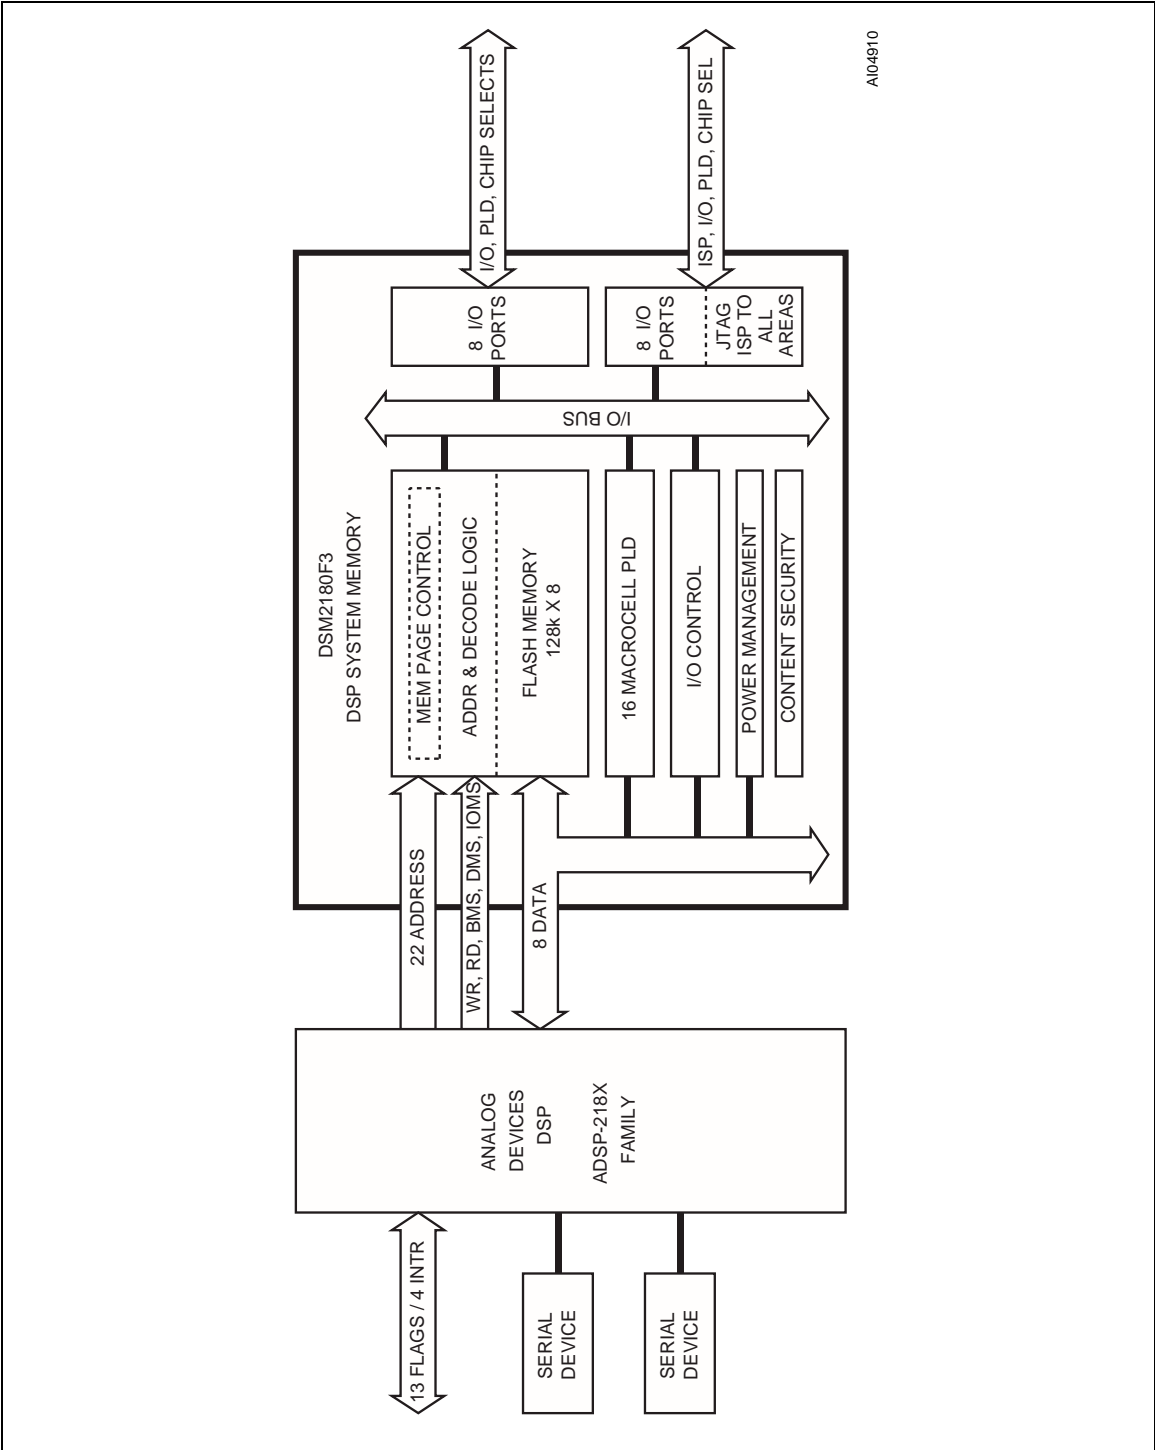 13 FLAGS / 4 INTR
SERIAL
DEVICE
SERIAL
DEVICE
ANALOG
DEVICES
DSP
ADSP-218X
FAMILY
22 ADDRESS
WR, RD, BMS, DMS, IOMS
8 DATA
DSM2180F3
DSP SYSTEM MEMORY
MEM PAGE CONTROL
ADDR & DECODE LOGIC
FLASH MEMORY
128k X 8
16 MACROCELL PLD
I/O CONTROL
POWER MANAGEMENT
CONTENT SECURITY
I/O BUS
8 I/O
PORTS
8 I/O
PORTS
JTAG
ISP TO
ALL
AREAS
I/O, PLD, CHIP SELECTS
ISP, I/O, PLD, CHIP SEL
AI04910